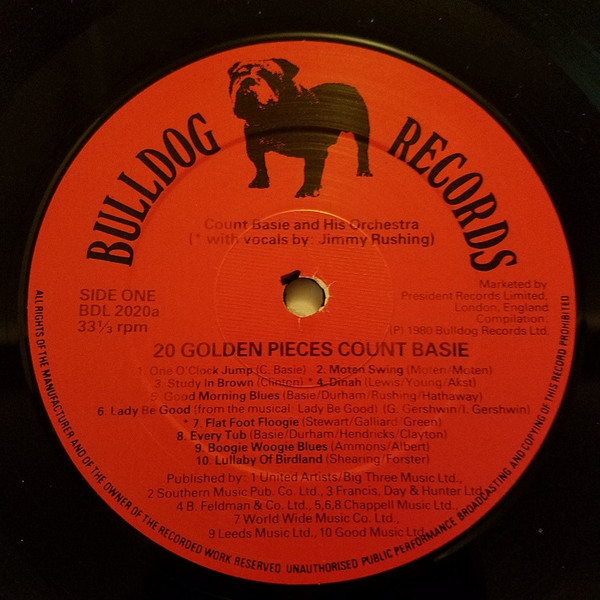 BULLDOG RECORDS
Count Basie and His Orchestra
(* with vocals by: Jimmy Rushing)
SIDE ONE
BDL 2020a
33⅓ rpm
Marketed by
President Records Limited,
London, England
Compilation.
(P) 1980 Bulldog Records Ltd.
20 GOLDEN PIECES COUNT BASIE
1. One O'Clock Jump (C. Basie) 2. Moten Swing (Moten/Moten)
3. Study in Brown (Clinton) * 4. Dinah (Lewis/Young/Akst)
5. Good Morning Blues (Basie/Durham/Rushing/Hathaway)
6. Lady Be Good (from the musical: Lady Be Good) (G. Gershwin/I. Gershwin)
* 7. Flat Foot Floogie (Stewart/Galliard/Green)
8. Every Tub (Basie/Durham/Hendricks/Clayton)
9. Boogie Woogie Blues (Ammons/Albert)
10 Lullaby of Birdland (Shearing/Forster)
Published by: 1 United Artists/Big Three Music Ltd.,
2 Southern Music Pub. Co. Ltd., 3 Francis, Day & Hunter Ltd.,
4 B. Feldman & Co. Ltd., 5,6,8 Chappell Music Ltd.,
7 World Wide Music Co. Ltd.,
9 Leeds Music Ltd., 10 Good Music Ltd.
ALL RIGHTS OF THE MANUFACTURER AND OF THE OWNER OF THE RECORDED WORK RESERVED UNAUTHORISED PUBLIC PERFORMANCE BROADCASTING AND COPYING OF THIS RECORD PROHIBITED